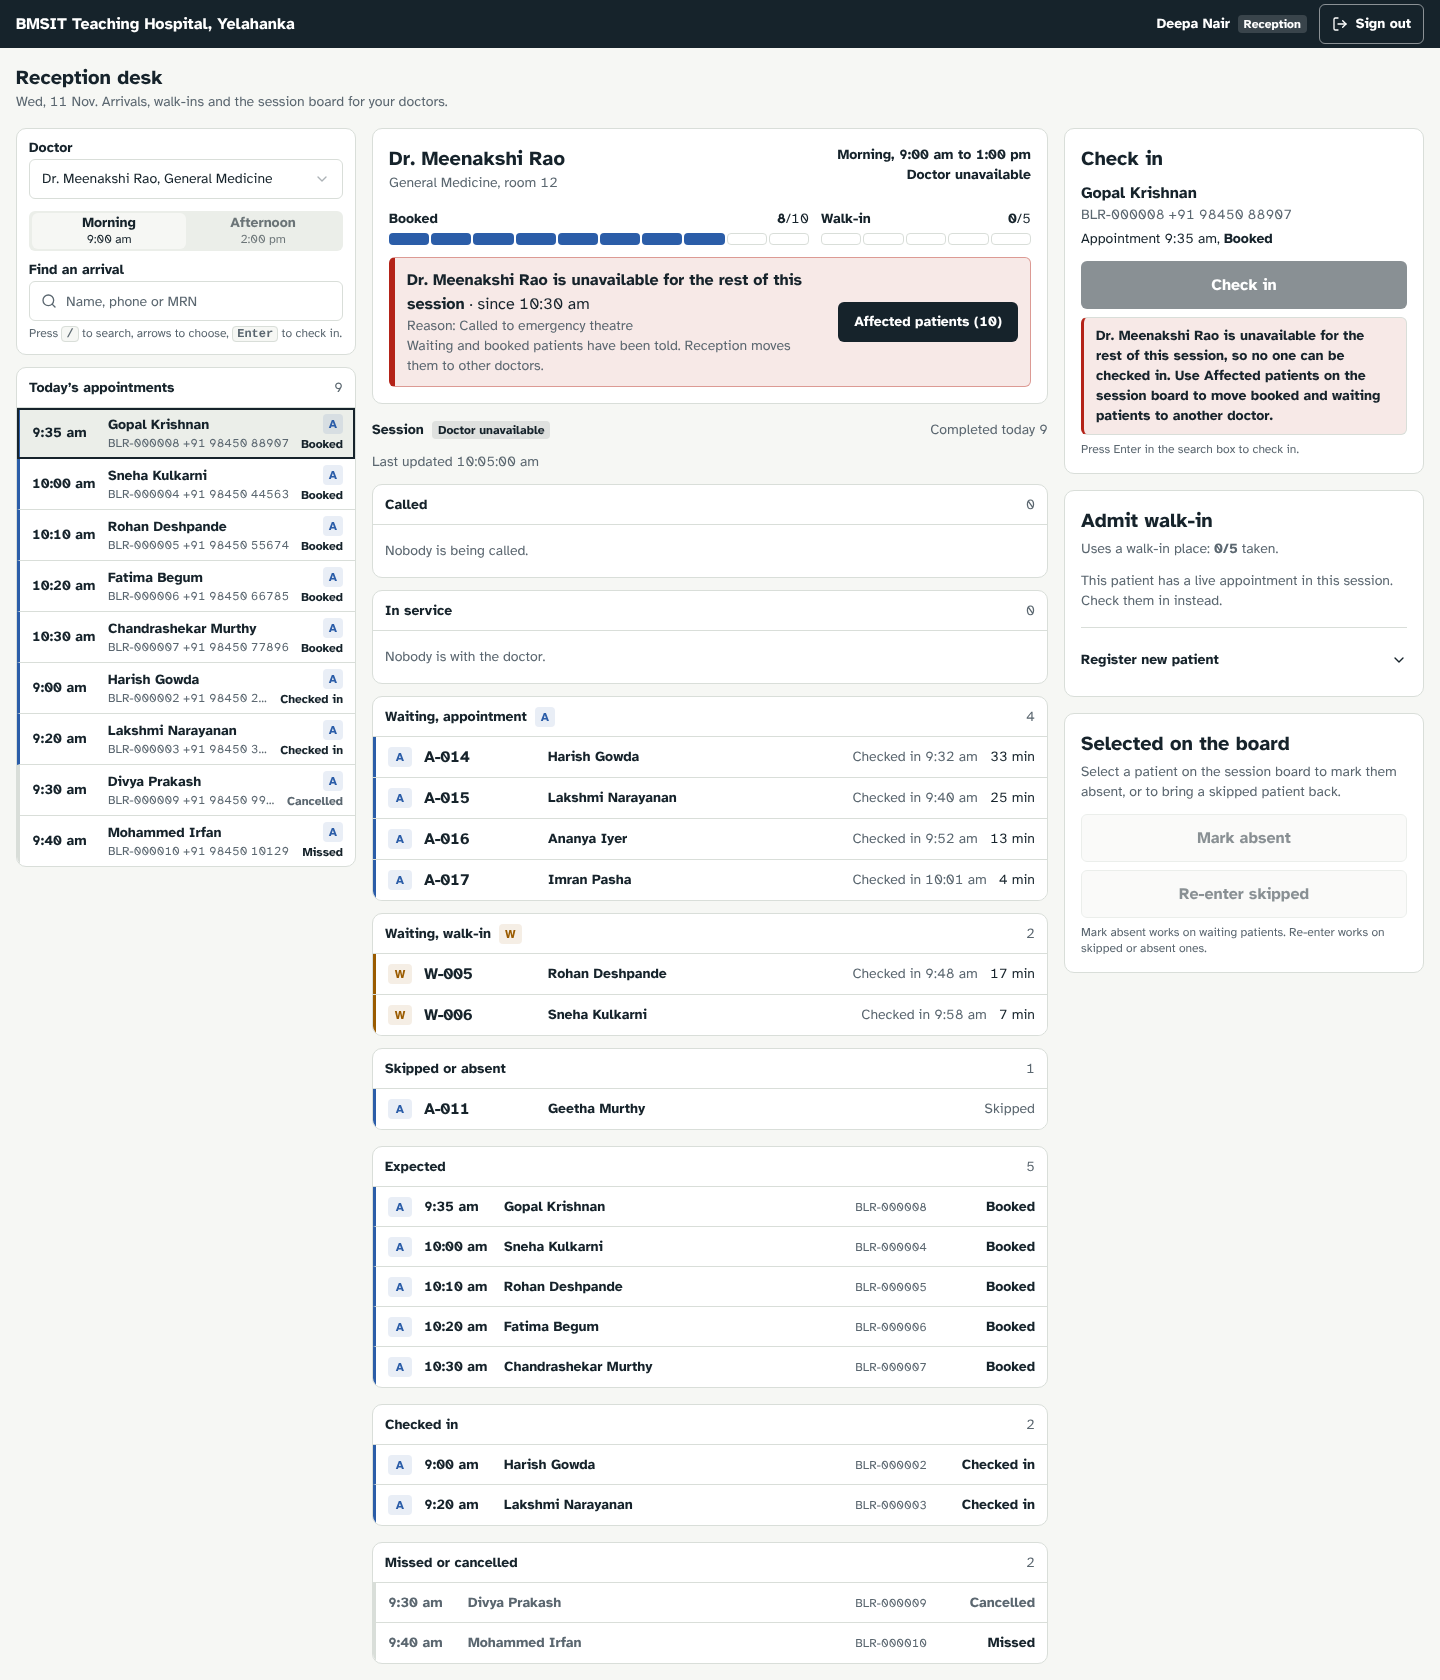 BMSIT Teaching Hospital, Yelahanka
Deepa Nair Reception Sign out
Reception desk
Wed, 11 Nov. Arrivals, walk-ins and the session board for your doctors.
Doctor
Dr. Meenakshi Rao, General Medicine
Morning
9:00 am
Afternoon
2:00 pm
Find an arrival
Name, phone or MRN
Press / to search, arrows to choose, Enter to check in.
Today's appointments 9
9:35 am Gopal Krishnan A
BLR-000008 +91 98450 88907 Booked
10:00 am Sneha Kulkarni A
BLR-000004 +91 98450 44563 Booked
10:10 am Rohan Deshpande A
BLR-000005 +91 98450 55674 Booked
10:20 am Fatima Begum A
BLR-000006 +91 98450 66785 Booked
10:30 am Chandrashekar Murthy A
BLR-000007 +91 98450 77896 Booked
9:00 am Harish Gowda A
BLR-000002 +91 98450 2... Checked in
9:20 am Lakshmi Narayanan A
BLR-000003 +91 98450 3... Checked in
9:30 am Divya Prakash A
BLR-000009 +91 98450 99... Cancelled
9:40 am Mohammed Irfan A
BLR-000010 +91 98450 10129 Missed
Dr. Meenakshi Rao
General Medicine, room 12
Morning, 9:00 am to 1:00 pm
Doctor unavailable
Booked 8/10 Walk-in 0/5
Dr. Meenakshi Rao is unavailable for the rest of this
session · since 10:30 am
Reason: Called to emergency theatre
Waiting and booked patients have been told. Reception moves
them to other doctors.
Affected patients (10)
Session Doctor unavailable Completed today 9
Last updated 10:05:00 am
Called 0
Nobody is being called.
In service 0
Nobody is with the doctor.
Waiting, appointment A 4
A A-014 Harish Gowda Checked in 9:32 am 33 min
A A-015 Lakshmi Narayanan Checked in 9:40 am 25 min
A A-016 Ananya Iyer Checked in 9:52 am 13 min
A A-017 Imran Pasha Checked in 10:01 am 4 min
Waiting, walk-in W 2
W W-005 Rohan Deshpande Checked in 9:48 am 17 min
W W-006 Sneha Kulkarni Checked in 9:58 am 7 min
Skipped or absent 1
A A-011 Geetha Murthy Skipped
Expected 5
A 9:35 am Gopal Krishnan BLR-000008 Booked
A 10:00 am Sneha Kulkarni BLR-000004 Booked
A 10:10 am Rohan Deshpande BLR-000005 Booked
A 10:20 am Fatima Begum BLR-000006 Booked
A 10:30 am Chandrashekar Murthy BLR-000007 Booked
Checked in 2
A 9:00 am Harish Gowda BLR-000002 Checked in
A 9:20 am Lakshmi Narayanan BLR-000003 Checked in
Missed or cancelled 2
9:30 am Divya Prakash BLR-000009 Cancelled
9:40 am Mohammed Irfan BLR-000010 Missed
Check in
Gopal Krishnan
BLR-000008 +91 98450 88907
Appointment 9:35 am, Booked
Check in
Dr. Meenakshi Rao is unavailable for the
rest of this session, so no one can be
checked in. Use Affected patients on the
session board to move booked and waiting
patients to another doctor.
Press Enter in the search box to check in.
Admit walk-in
Uses a walk-in place: 0/5 taken.
This patient has a live appointment in this session.
Check them in instead.
Register new patient
Selected on the board
Select a patient on the session board to mark them
absent, or to bring a skipped patient back.
Mark absent
Re-enter skipped
Mark absent works on waiting patients. Re-enter works on
skipped or absent ones.